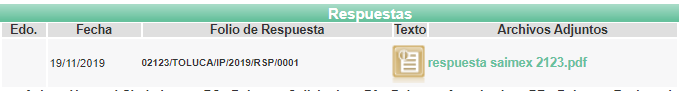 Respuestas
Edo. Fecha Folio de Respuesta Texto Archivos Adjuntos
19/11/2019 02123/TOLUCA/IP/2019/RSP/0001 respuesta saimex 2123.pdf